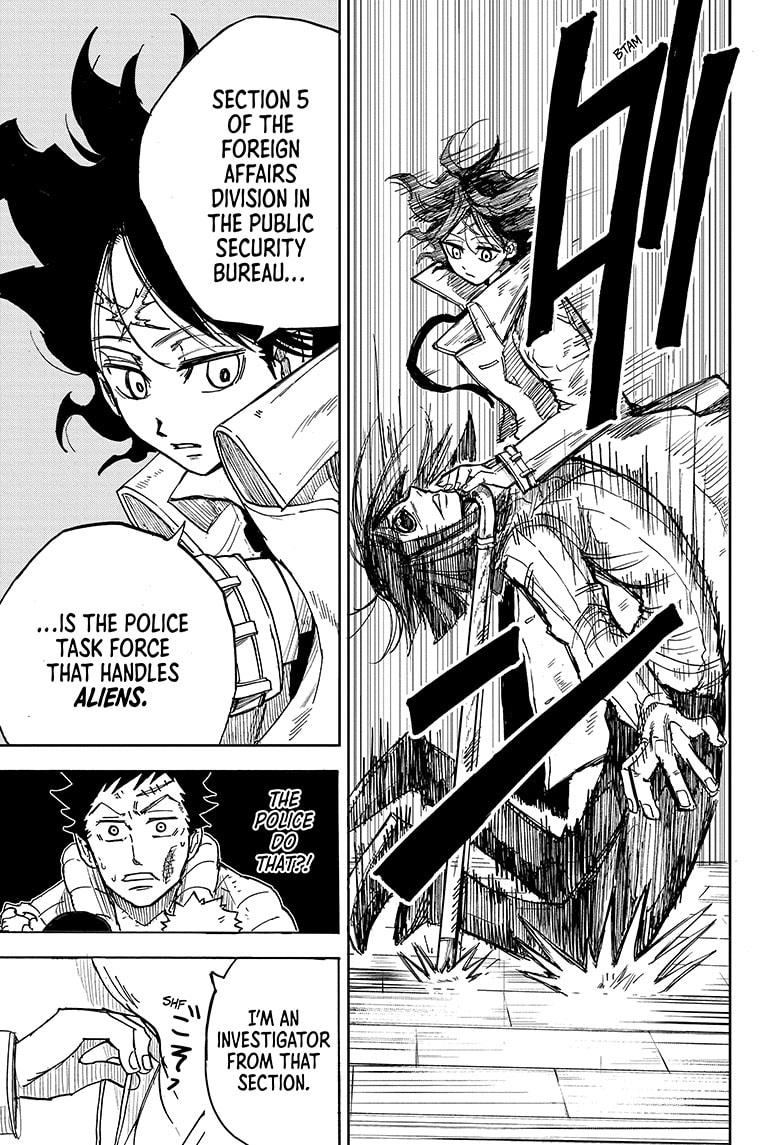 BTAM
SECTION 5
OF THE
FOREIGN
AFFAIRS
DIVISION IN
THE PUBLIC
SECURITY
BUREAU...
...IS THE POLICE
TASK FORCE
THAT HANDLES
ALIENS.
THE
POLICE
DO
THAT?!
I'M AN
INVESTIGATOR
FROM THAT
SECTION.
SHF